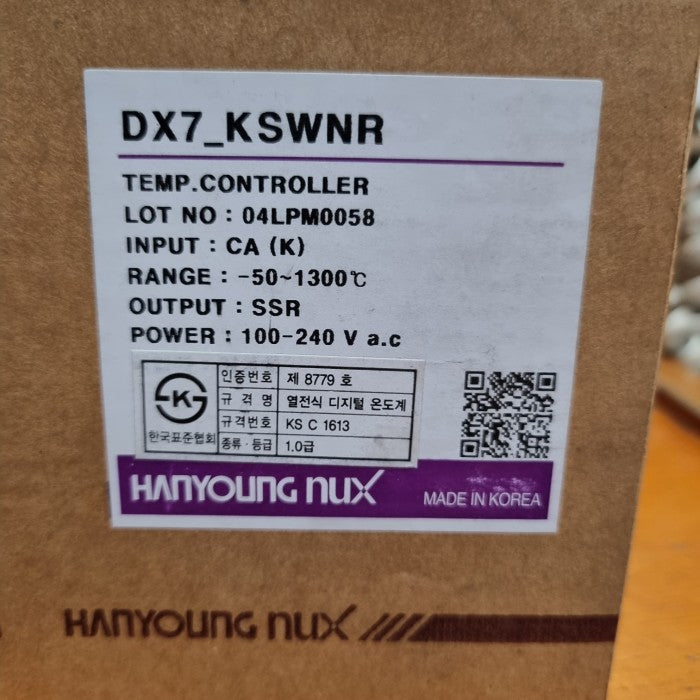 DX7_KSWNR
TEMP.CONTROLLER
LOT NO : 04LPM0058
INPUT : CA (K)
RANGE : -50~1300℃
OUTPUT : SSR
POWER : 100-240 V a.c
K
한국표준협회
인증번호 제 8779 호
규 격 명 열전식 디지털 온도계
규격번호 KS C 1613
종류·등급 1.0급
HANYOUNG NUX
MADE IN KOREA
HANYOUNG NUX